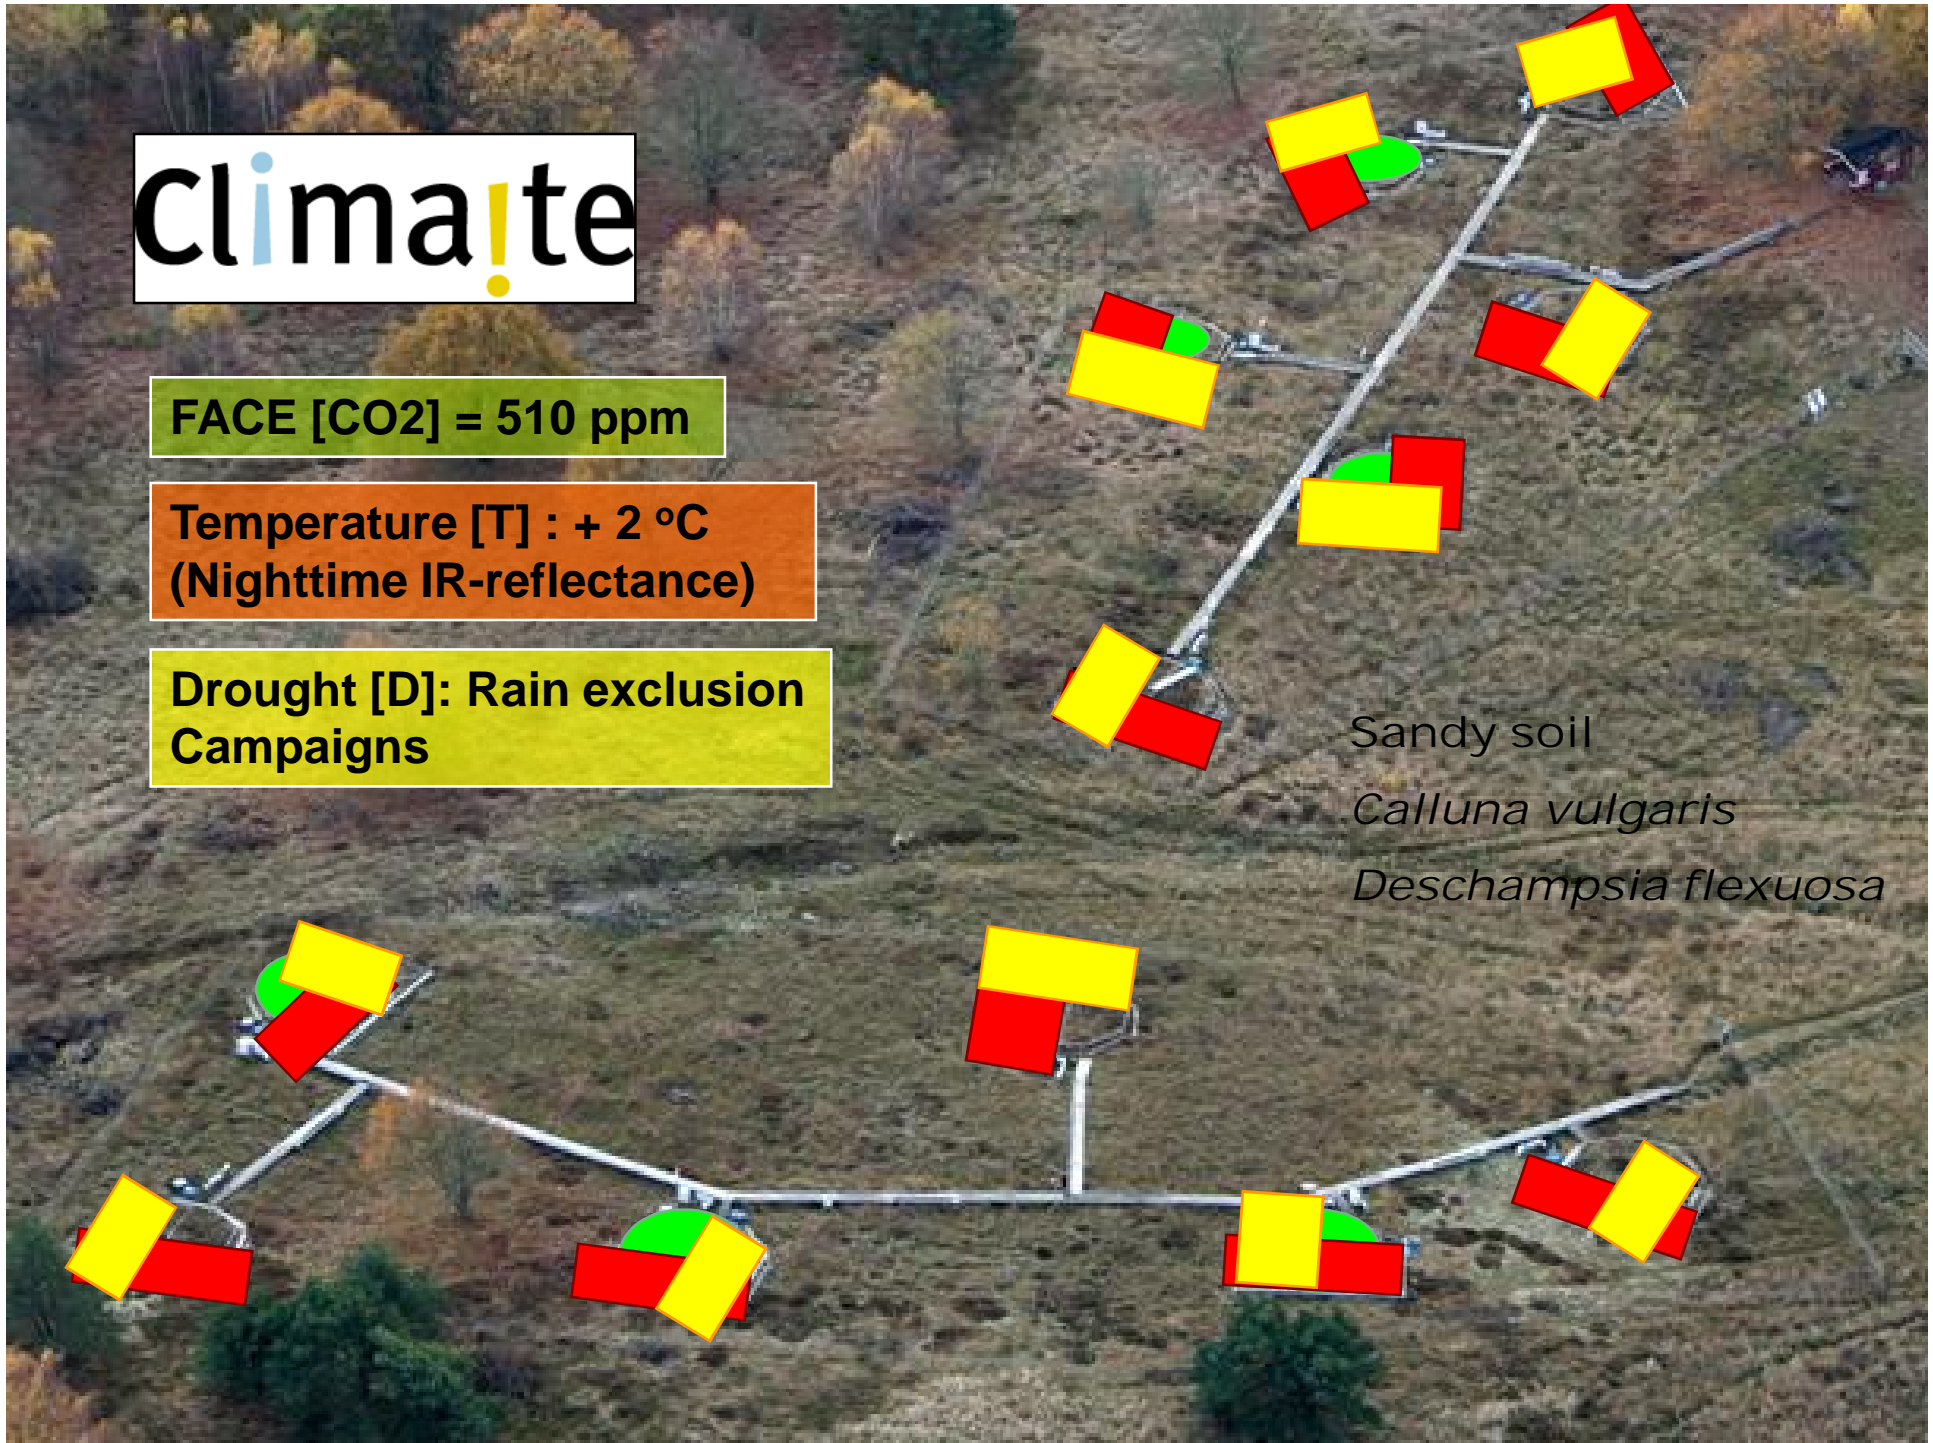 Climaite
FACE [CO2] = 510 ppm
Temperature [T] : + 2 ºC
(Nighttime IR-reflectance)
Drought [D]: Rain exclusion
Campaigns
Sandy soil
Calluna vulgaris
Deschampsia flexuosa